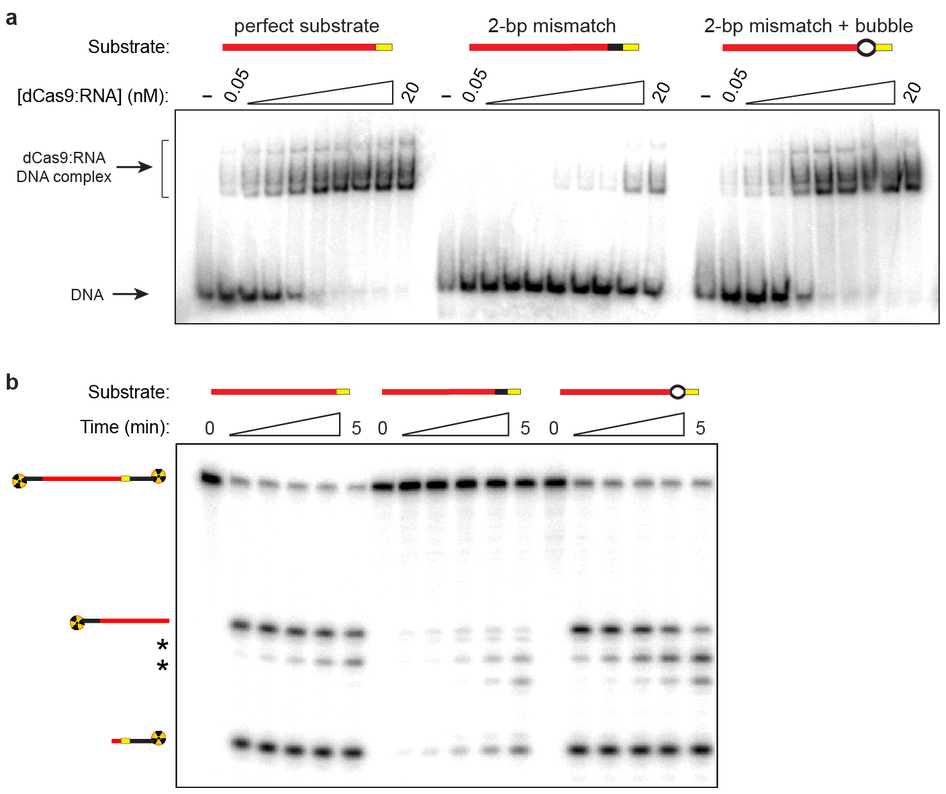 a
perfect substrate 2-bp mismatch 2-bp mismatch + bubble
Substrate:
[dCas9:RNA] (nM): – 0.05 20 – 0.05 20 – 0.05 20
dCas9:RNA
DNA complex
DNA
b
Substrate:
Time (min): 0 5 0 5 0 5
*
*